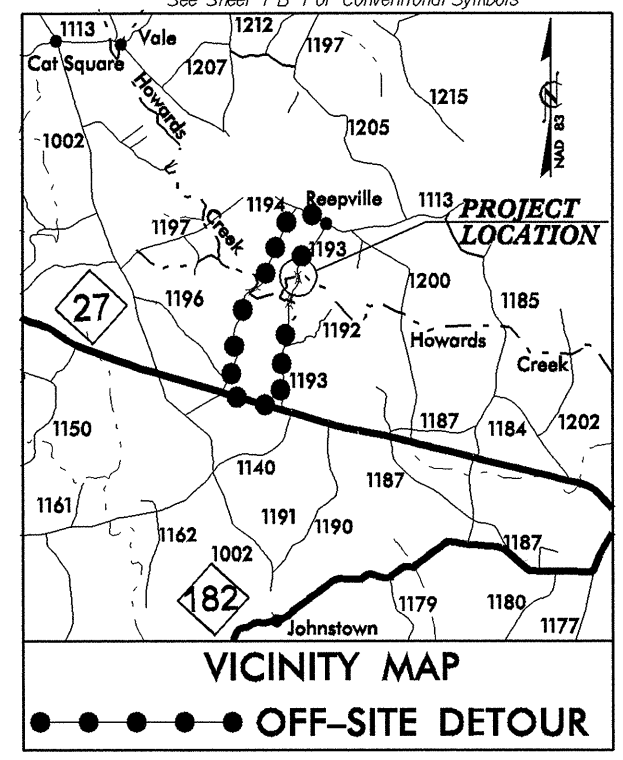 See Sheet 1-B For Conventional Symbols
1113
Vale
1212
1197
Cat Square
1207
Howards
1215
1002
1205
NAD 83
1194
Reepville
1113
PROJECT
LOCATION
1197
Creek
1193
1196
1200
1185
27
1192
Howards
Creek
1193
1150
1187
1184
1202
1140
1187
1161
1162
1191
1190
1002
1187
182
1179
1180
1177
Johnstown
VICINITY MAP
OFF-SITE DETOUR